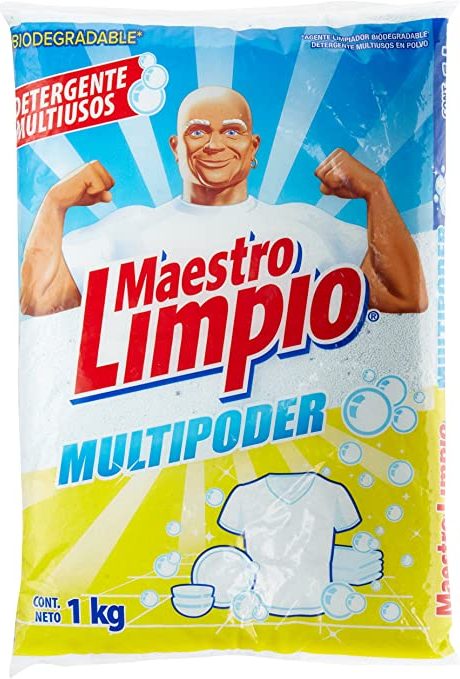 BIODEGRADABLE*
*AGENTE LIMPIADOR BIODEGRADABLE
DETERGENTE MULTIUSOS EN POLVO
DETERGENTE
MULTIUSOS
Maestro
Limpio®
MULTIPODER
CONT.
NETO 1 kg
CONT.
MULTIPODER
Maestro Limpio